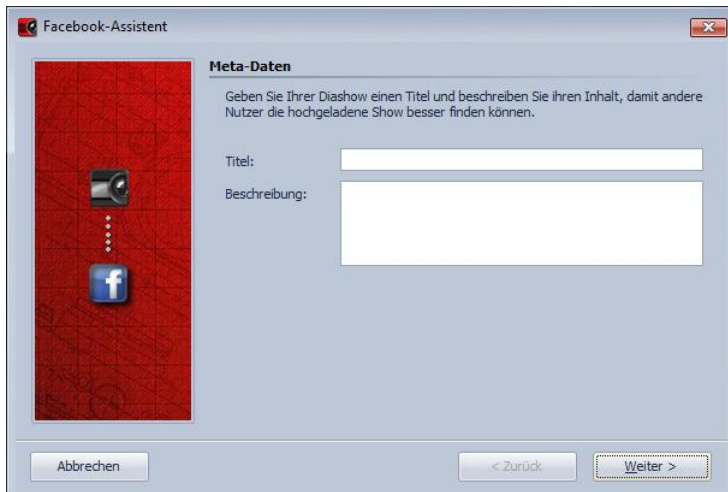 Facebook-Assistent
Meta-Daten
Geben Sie Ihrer Diashow einen Titel und beschreiben Sie ihren Inhalt, damit andere
Nutzer die hochgeladene Show besser finden können.
Titel:
Beschreibung:
f
Abbrechen
< Zurück
Weiter >